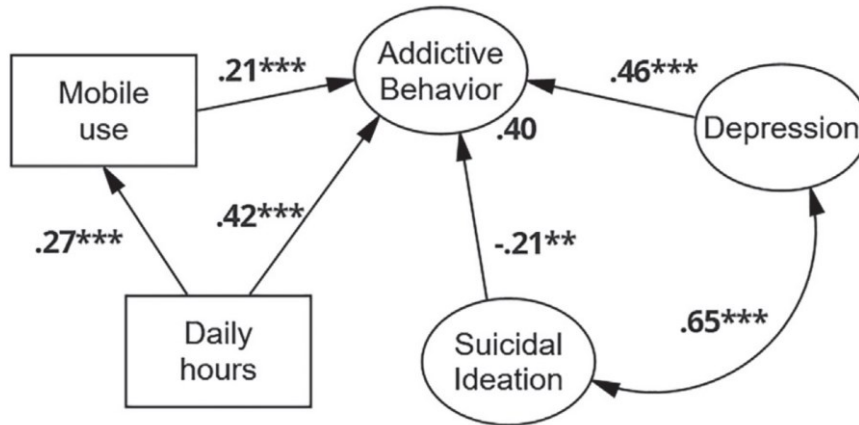 Addictive
Behavior
.21***
.46***
Mobile
use
Depression
.40
.42***
.27***
-.21**
.65***
Daily
hours
Suicidal
Ideation